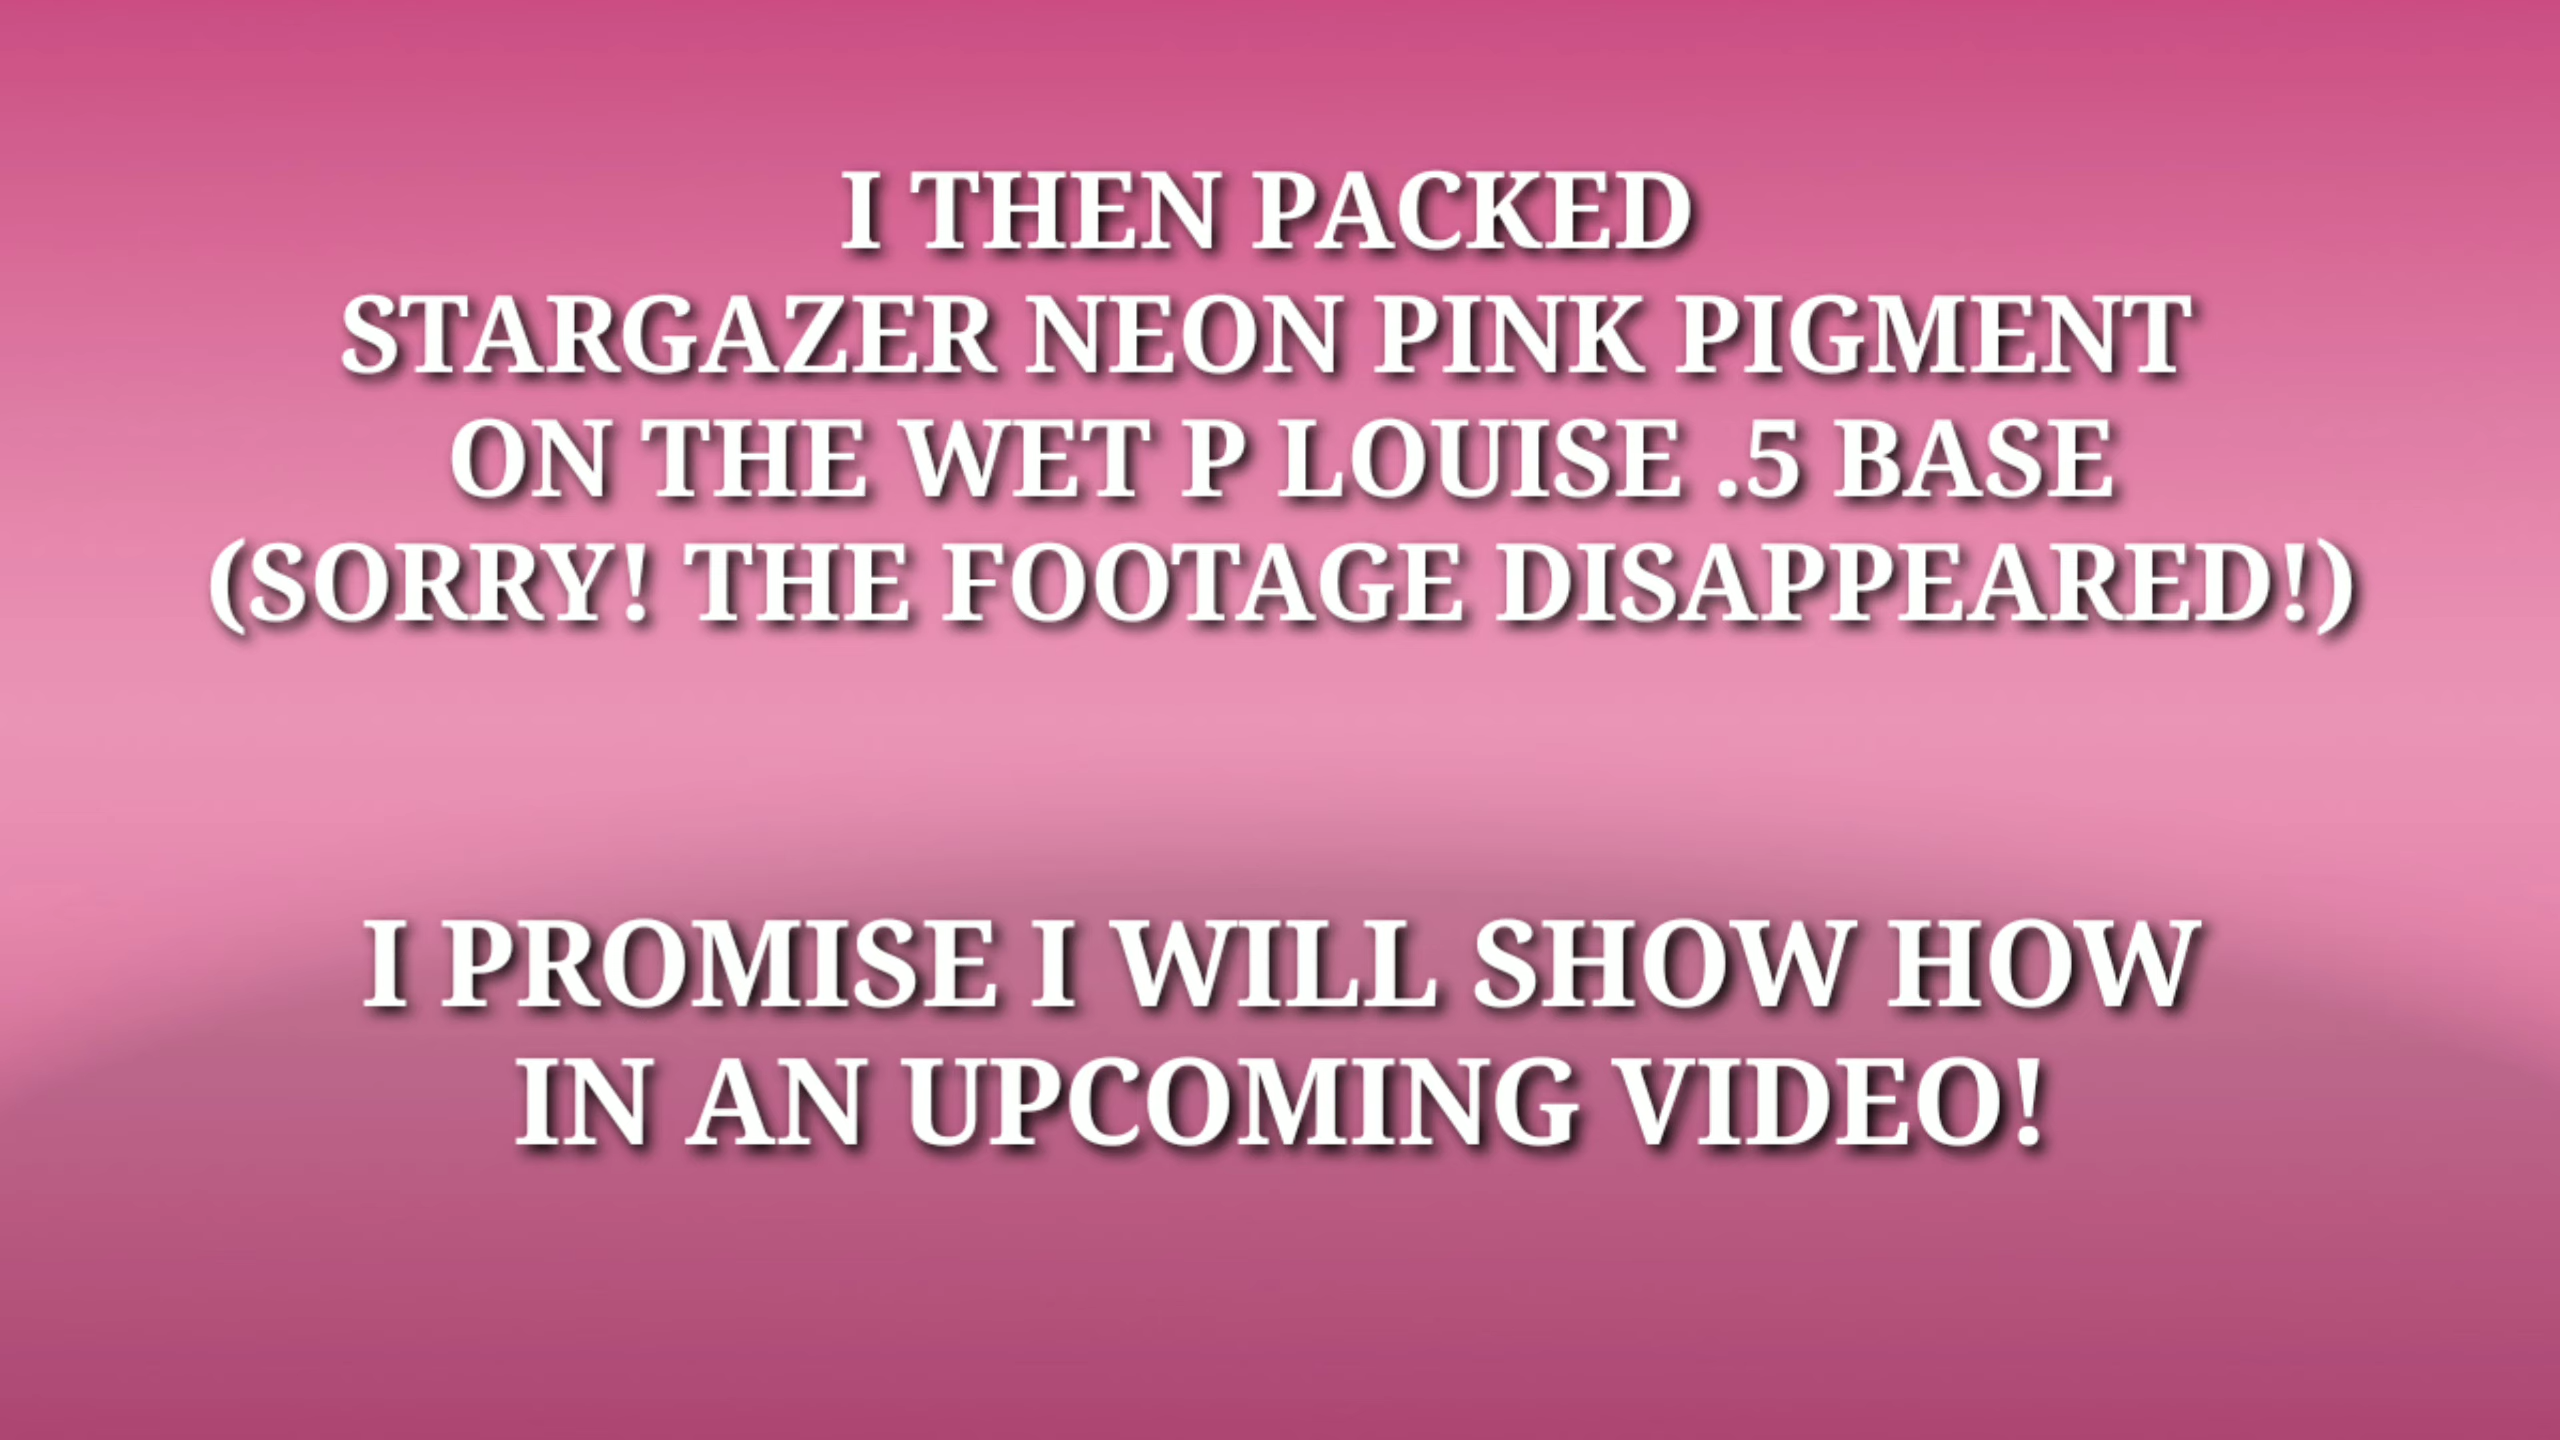 I THEN PACKED
STARGAZER NEON PINK PIGMENT
ON THE WET P LOUISE .5 BASE
(SORRY! THE FOOTAGE DISAPPEARED!)
I PROMISE I WILL SHOW HOW
IN AN UPCOMING VIDEO!